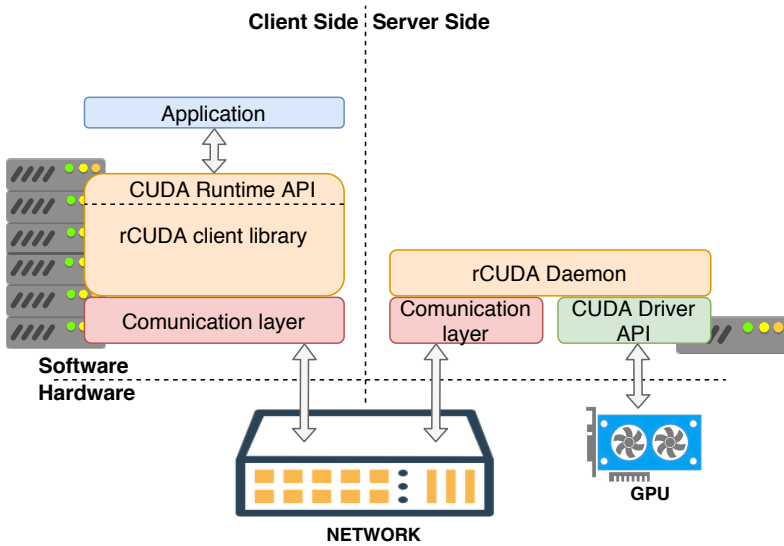 Client Side
Server Side
Application
CUDA Runtime API
rCUDA client library
Comunication layer
rCUDA Daemon
Comunication
layer
CUDA Driver
API
Software
Hardware
NETWORK
GPU